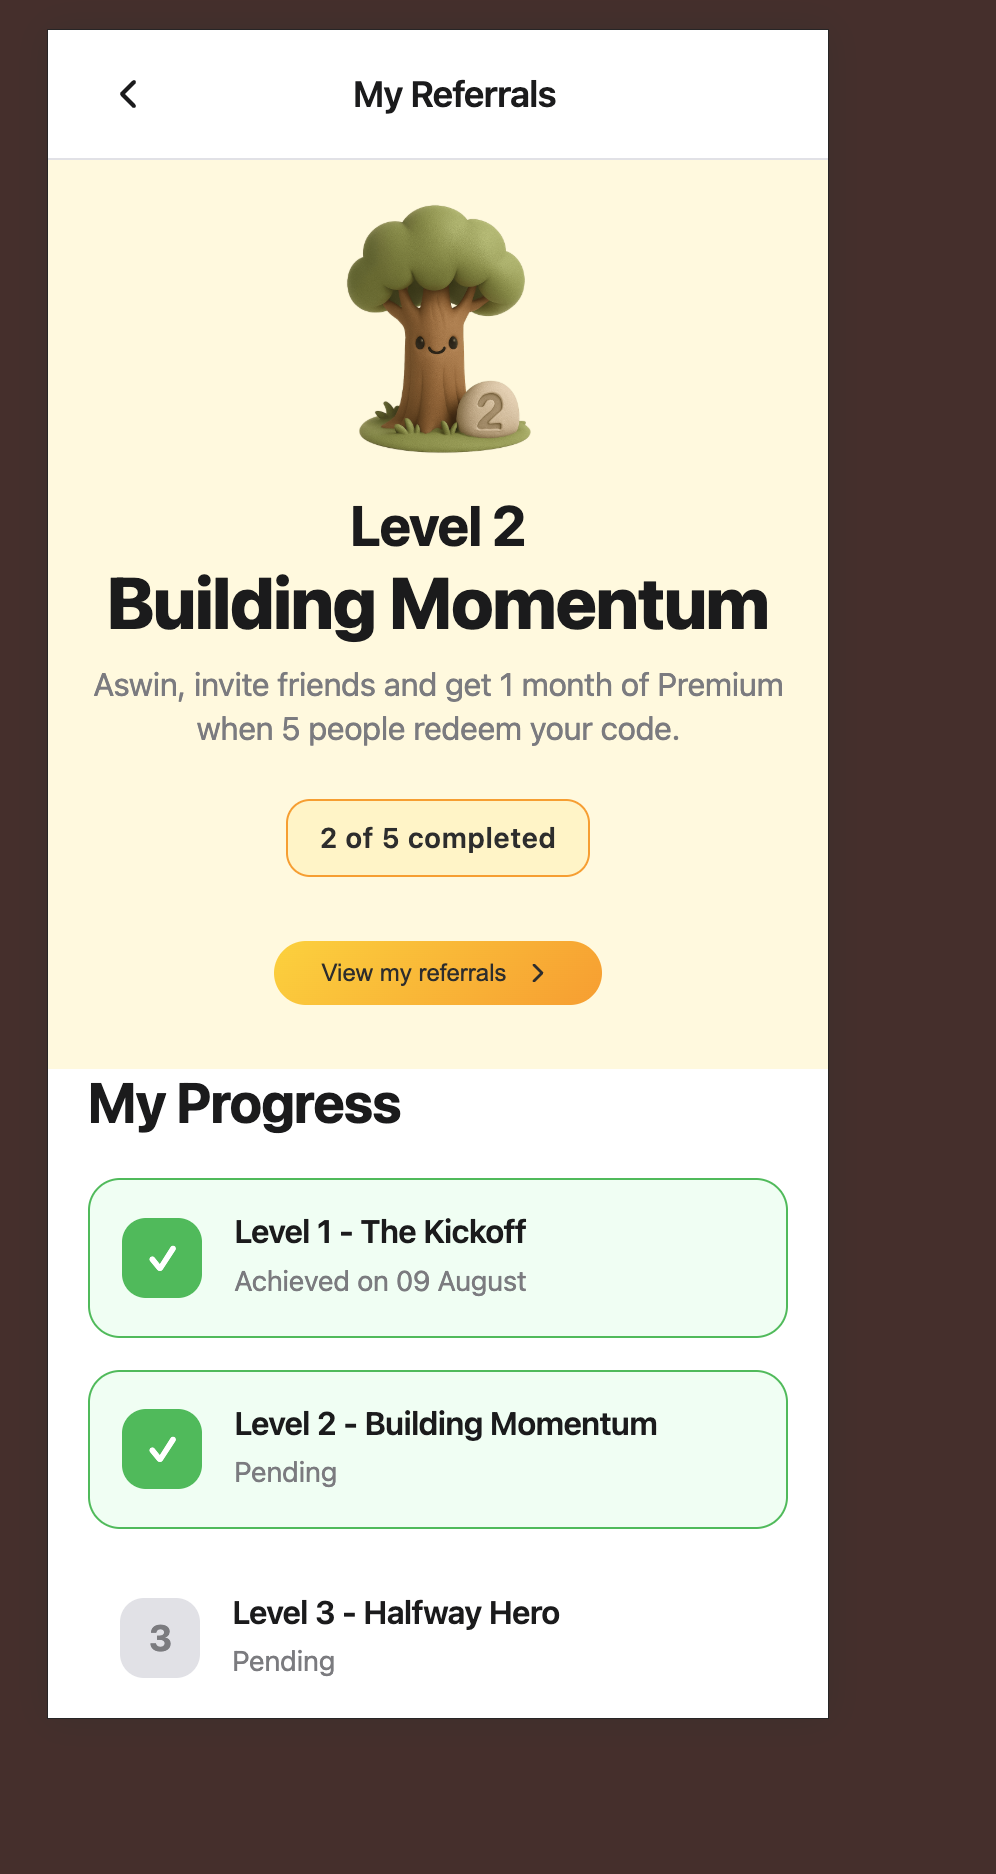 My Referrals
2
Level 2
Building Momentum
Aswin, invite friends and get 1 month of Premium
when 5 people redeem your code.
2 of 5 completed
View my referrals
My Progress
Level 1 - The Kickoff
Achieved on 09 August
Level 2 - Building Momentum
Pending
3
Level 3 - Halfway Hero
Pending